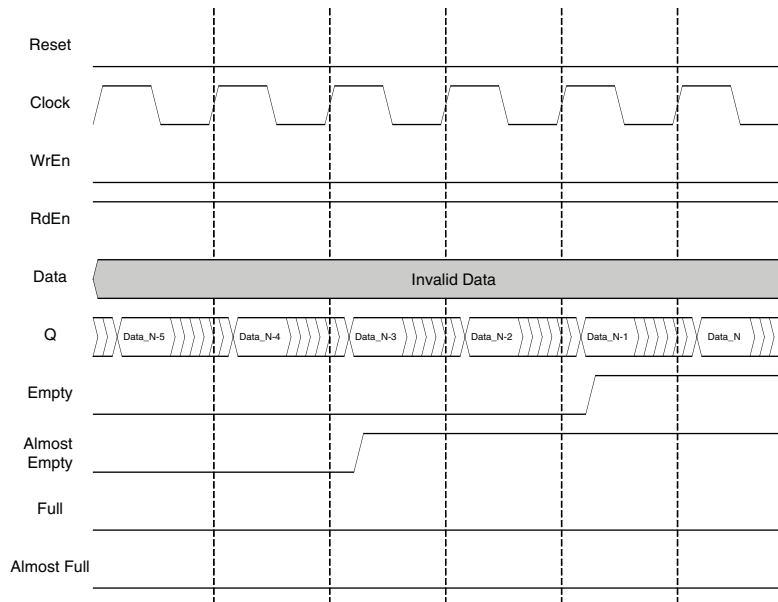 Reset
Clock
WrEn
RdEn
Data
Invalid Data
Q
Data_N-5
Data_N-4
Data_N-3
Data_N-2
Data_N-1
Data_N
Empty
Almost
Empty
Full
Almost Full